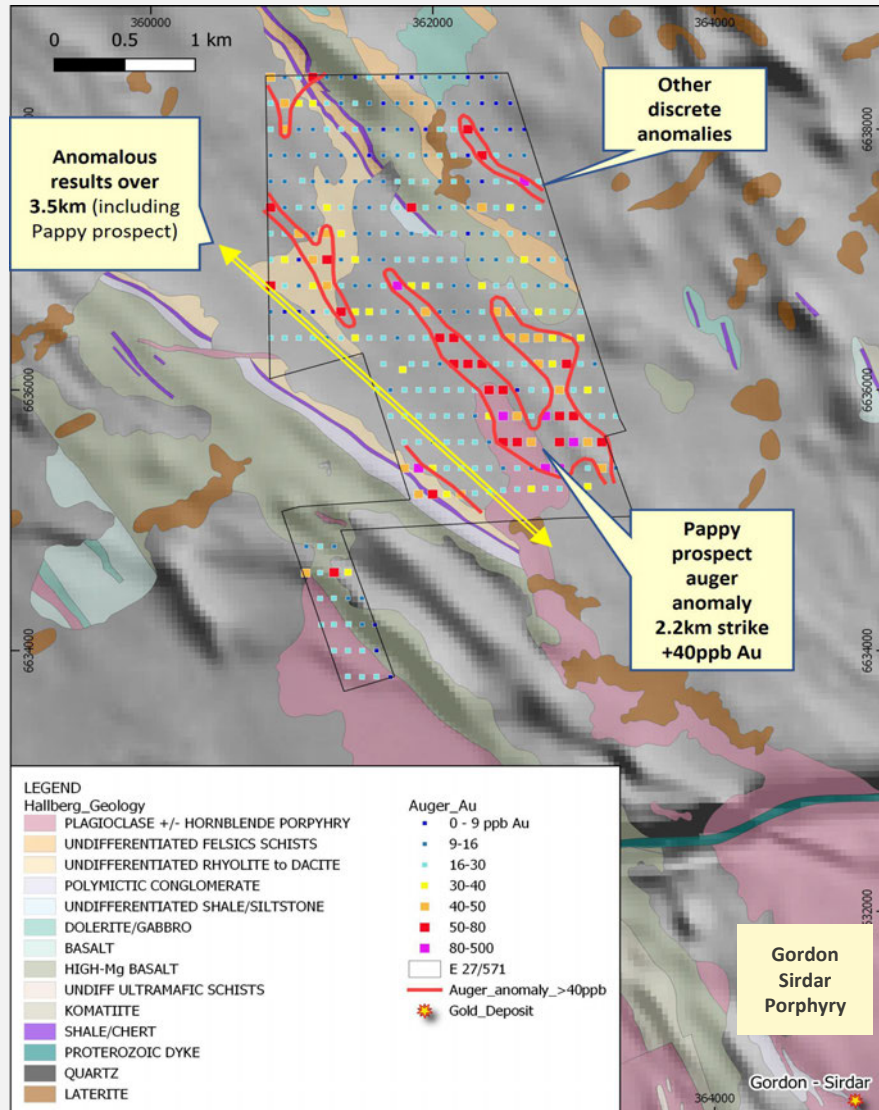 360000
362000
364000
0 0.5 1 km
6638000
6636000
6634000
Other
discrete
anomalies
Anomalous
results over
3.5km (including
Pappy prospect)
6636000
6634000
Pappy
prospect
auger
anomaly
2.2km strike
+40ppb Au
LEGEND
Hallberg_Geology
PLAGIOCLASE +/- HORNBLENDE PORPYHRY
UNDIFFERENTIATED FELSICS SCHISTS
UNDIFFERENTIATED RHYOLITE to DACITE
POLYMICTIC CONGLOMERATE
UNDIFFERENTIATED SHALE/SILTSTONE
DOLERITE/GABBRO
BASALT
HIGH-Mg BASALT
UNDIFF ULTRAMAFIC SCHISTS
KOMATIITE
SHALE/CHERT
PROTEROZOIC DYKE
QUARTZ
LATERITE
Auger_Au
0 - 9 ppb Au
9-16
16-30
30-40
40-50
50-80
80-500
E 27/571
Auger_anomaly_>40ppb
Gold_Deposit
Gordon
Sirdar
Porphyry
Gordon - Sirdar
364000